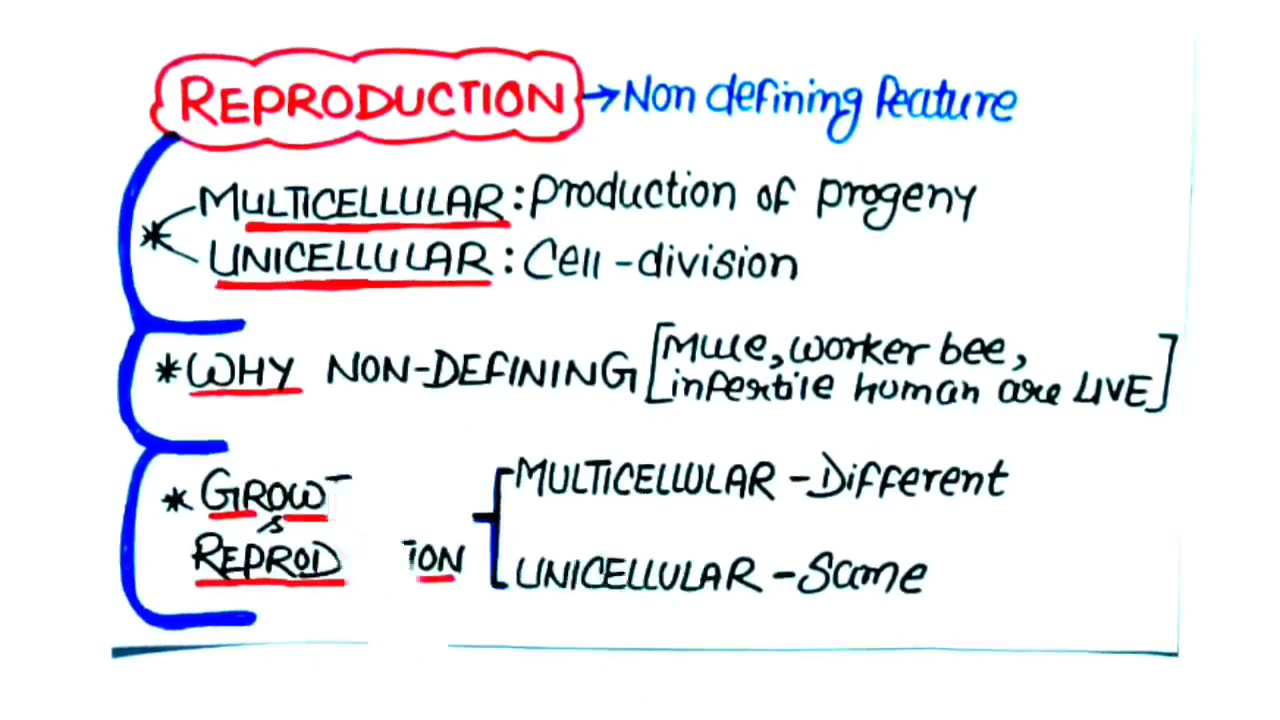 REPRODUCTION → Non defining feature
* MULTICELLULAR : Production of progeny
UNICELLULAR : Cell -division
* WHY NON-DEFINING [Mule, worker bee,
infertile human are LIVE]
* GROWT
MULTICELLULAR - Different
REPROD ION
UNICELLULAR - Same